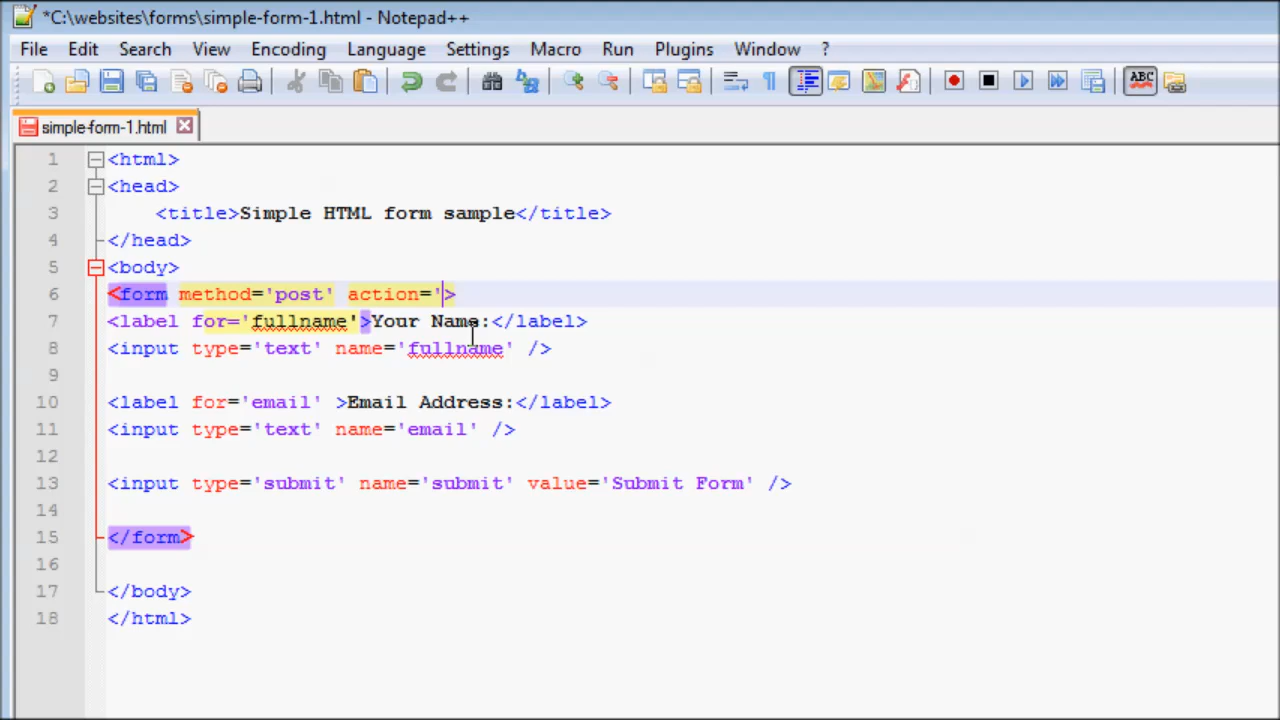 *C:\websites\forms\simple-form-1.html - Notepad++
File Edit Search View Encoding Language Settings Macro Run Plugins Window ?
ABC
simple-form-1.html
1 <html>
2 <head>
3 <title>Simple HTML form sample</title>
4 </head>
5 <body>
6 <form method='post' action='>
7 <label for='fullname'>Your Name:</label>
8 <input type='text' name='fullname' />
9
10 <label for='email' >Email Address:</label>
11 <input type='text' name='email' />
12
13 <input type='submit' name='submit' value='Submit Form' />
14
15 </form>
16
17 </body>
18 </html>